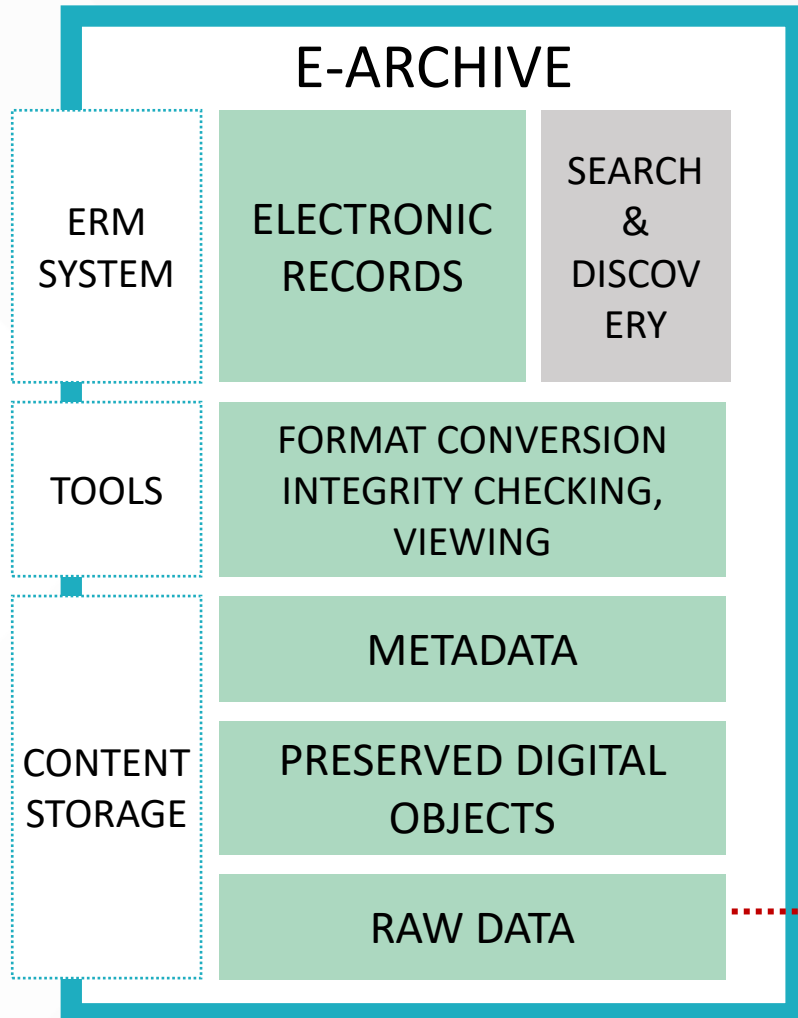 E-ARCHIVE
ERM
SYSTEM
ELECTRONIC
RECORDS
SEARCH
&
DISCOV
ERY
TOOLS
FORMAT CONVERSION
INTEGRITY CHECKING,
VIEWING
CONTENT
STORAGE
METADATA
PRESERVED DIGITAL
OBJECTS
RAW DATA